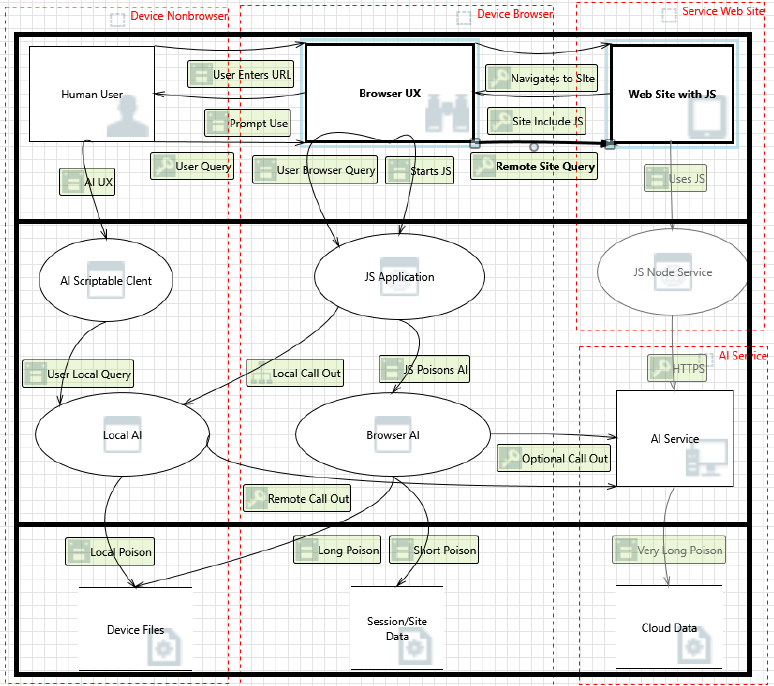 Device Nonbrowser
Device Browser
Service Web Site
Human User
User Enters URL
Browser UX
Navigates to Site
Web Site with JS
Prompt Use
Site Include JS
AI UX
User Query
User Browser Query
Starts JS
Remote Site Query
Uses JS
AI Scriptable Clent
JS Application
JS Node Service
User Local Query
Local Call Out
JS Poisons AI
HTTPS
AI Service
Local AI
Browser AI
AI Service
Optional Call Out
Remote Call Out
Local Poison
Long Poison
Short Poison
Very Long Poison
Device Files
Session/Site
Data
Cloud Data